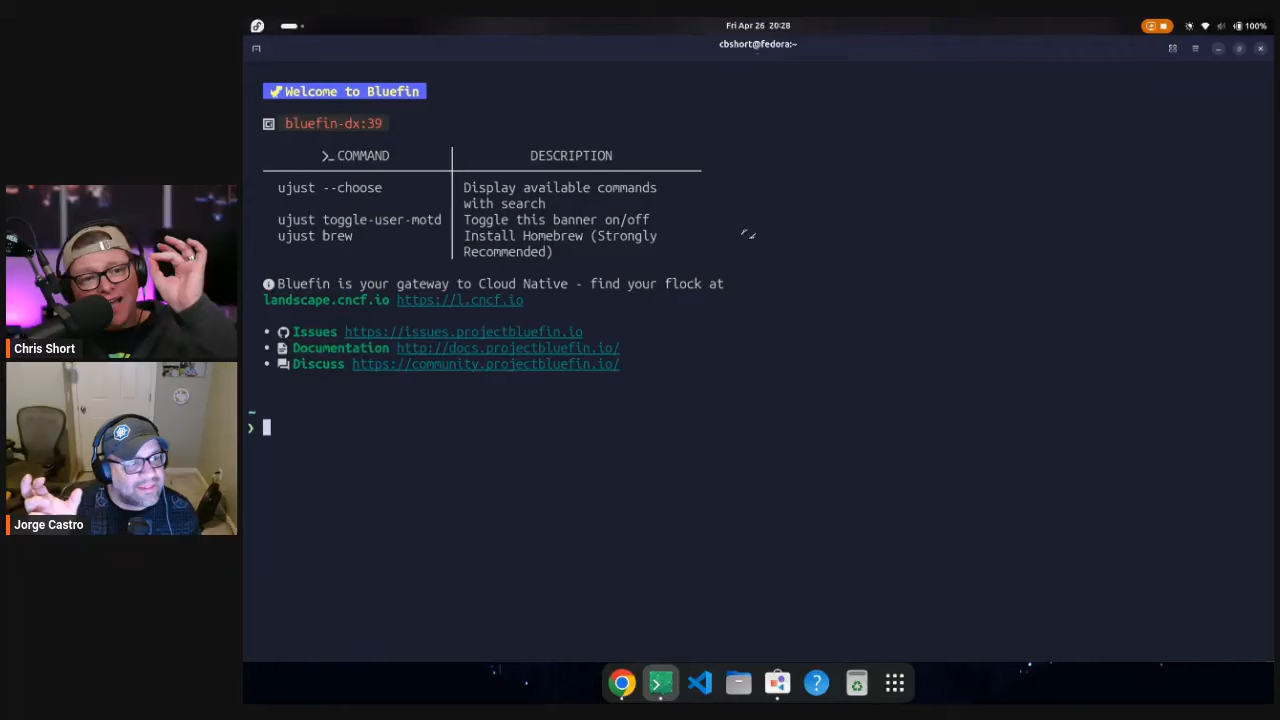 Fri Apr 26 20:28
100%
cbshort@fedora:~
Welcome to Bluefin
bluefin-dx:39
COMMAND DESCRIPTION
ujust --choose Display available commands
with search
ujust toggle-user-motd Toggle this banner on/off
ujust brew Install Homebrew (Strongly
Recommended)
Bluefin is your gateway to Cloud Native - find your flock at
landscape.cncf.io https://l.cncf.io
• Issues https://issues.projectbluefin.io
• Documentation http://docs.projectbluefin.io/
• Discuss https://community.projectbluefin.io/
~
❯
Chris Short
Jorge Castro